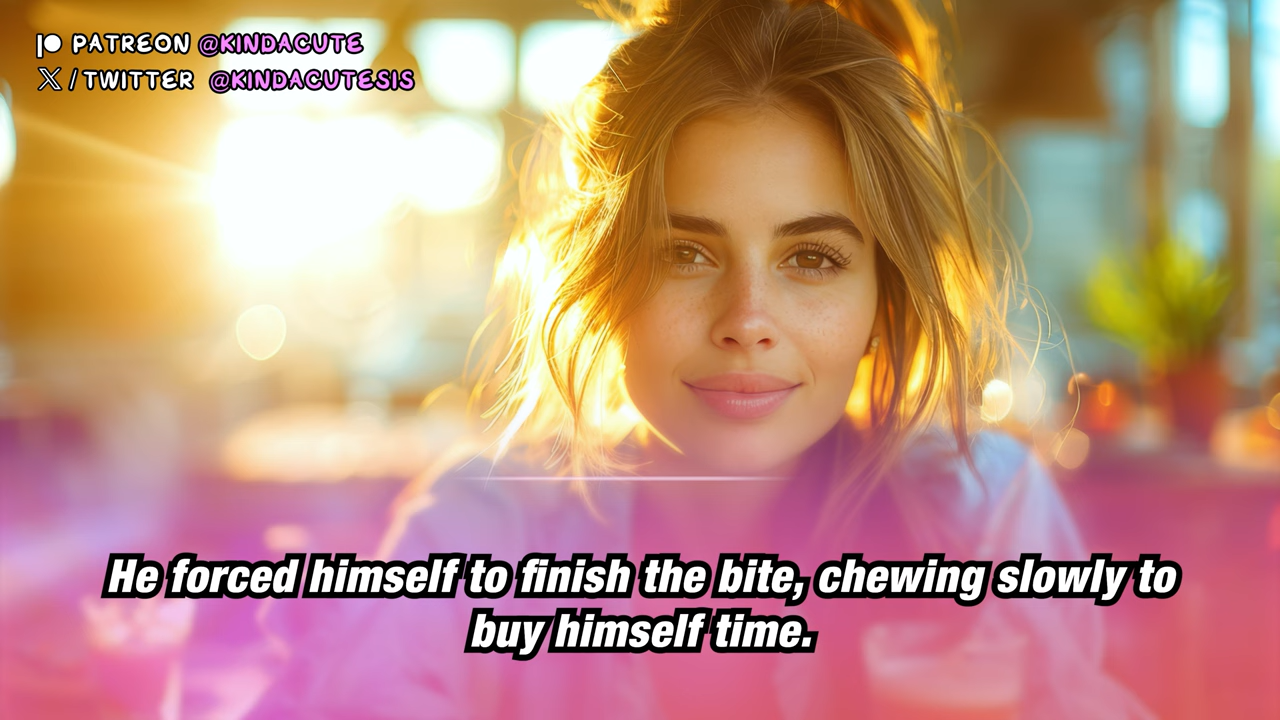 PATREON @KINDACUTE
X / TWITTER @KINDACUTESIS
He forced himself to finish the bite, chewing slowly to
buy himself time.